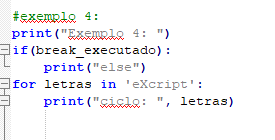 #exemplo 4:
print("Exemplo 4: ")
if(break_executado):
    print("else")
for letras in 'eXcript':
    print("ciclo: ", letras)